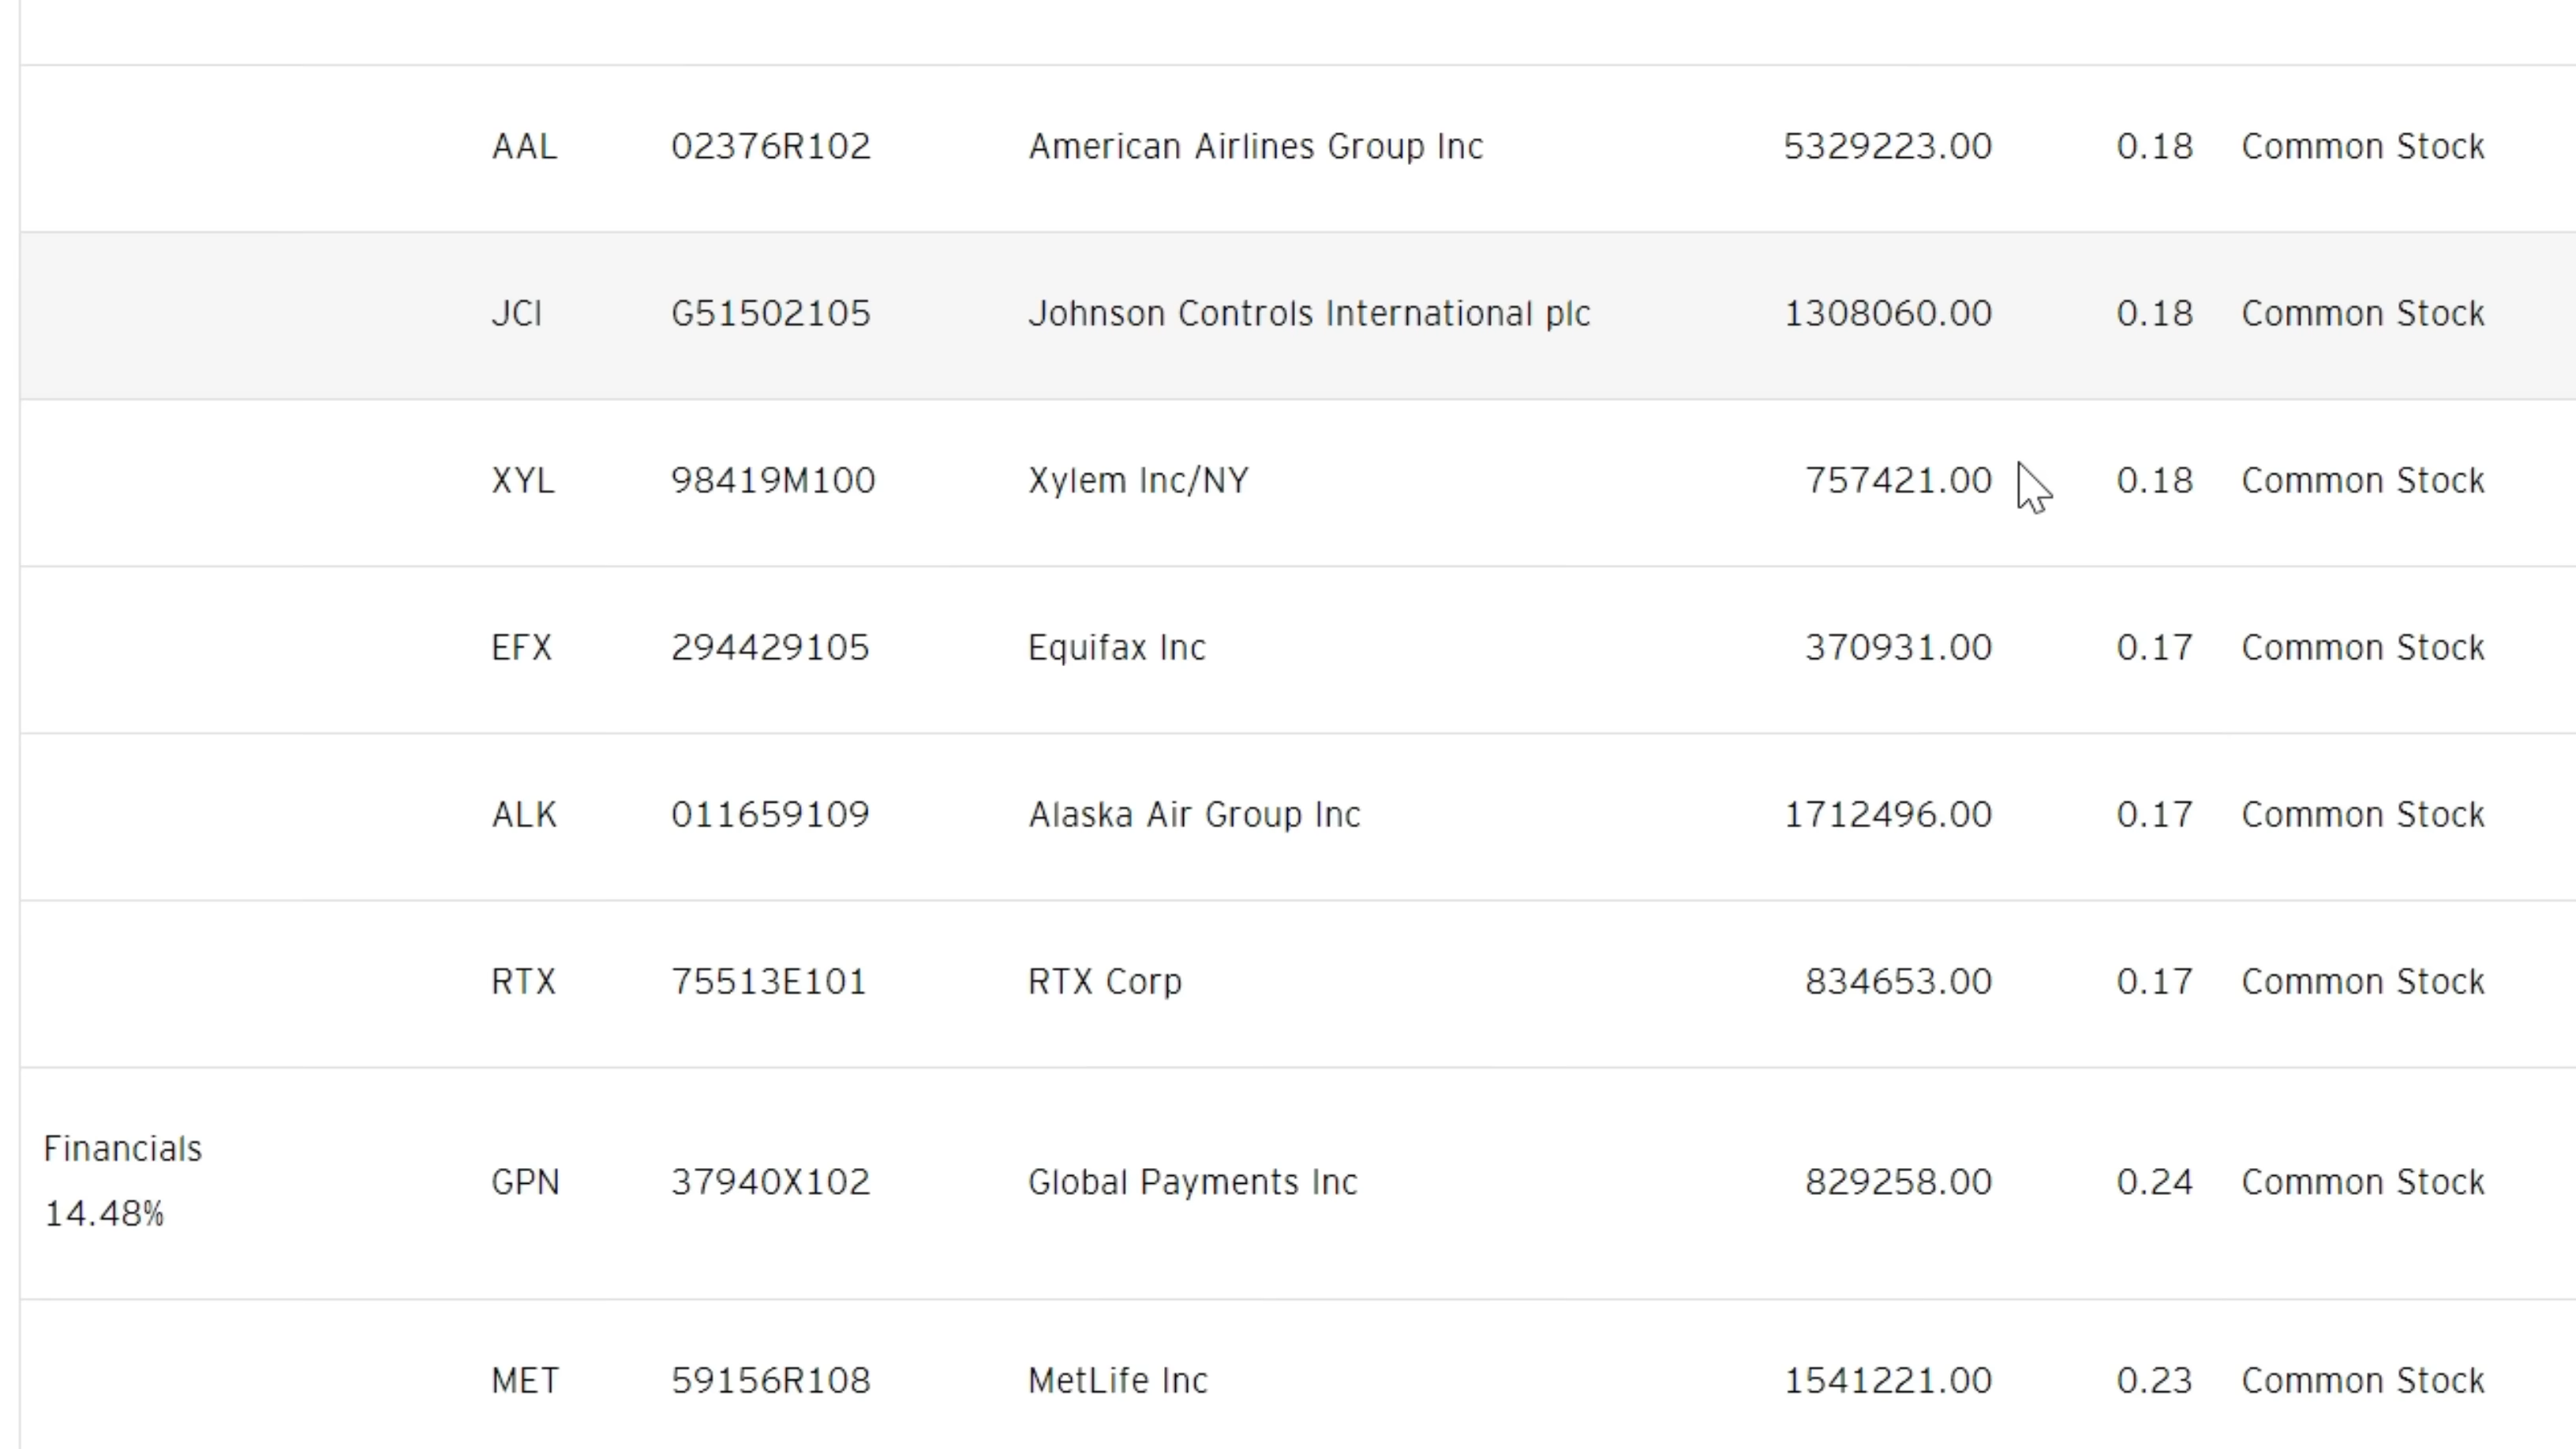 AAL 02376R102 American Airlines Group Inc 5329223.00 0.18 Common Stock
JCI G51502105 Johnson Controls International plc 1308060.00 0.18 Common Stock
XYL 98419M100 Xylem Inc/NY 757421.00 0.18 Common Stock
EFX 294429105 Equifax Inc 370931.00 0.17 Common Stock
ALK 011659109 Alaska Air Group Inc 1712496.00 0.17 Common Stock
RTX 75513E101 RTX Corp 834653.00 0.17 Common Stock
Financials
14.48%
GPN 37940X102 Global Payments Inc 829258.00 0.24 Common Stock
MET 59156R108 MetLife Inc 1541221.00 0.23 Common Stock